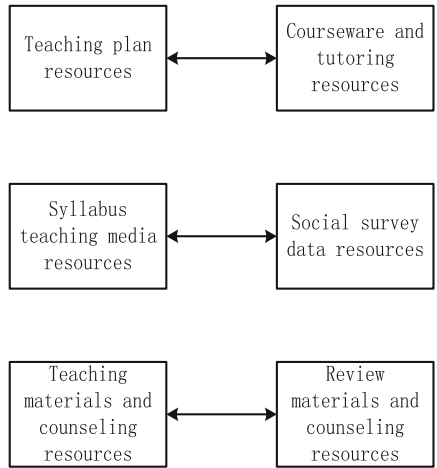 Teaching plan
resources
Courseware and
tutoring
resources
Syllabus
teaching media
resources
Social survey
data resources
Teaching
materials and
counseling
resources
Review
materials and
counseling
resources